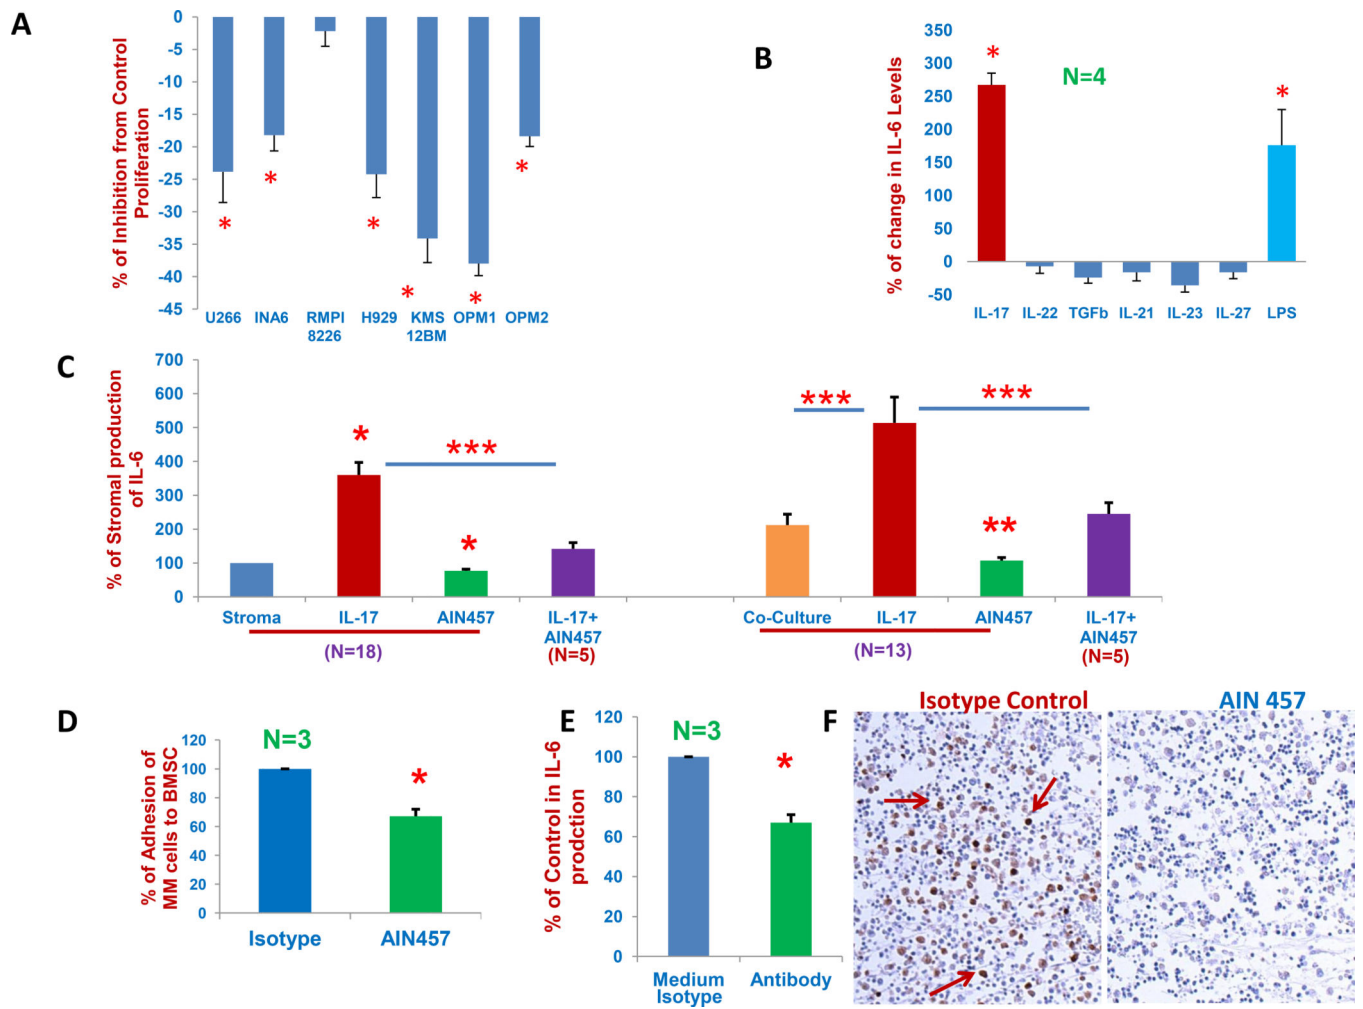 A
% of Inhibition from Control
Proliferation
0
-5
-10
-15
-20
-25
-30
-35
-40
-45
*
*
*
*
*
*
U266 INA6 RMPI 8226 H929 KMS 12BM OPM1 OPM2
B
% of change in IL-6 Levels
350
300
250
200
150
100
50
0
-50
*
N=4
*
IL-17 IL-22 TGFb IL-21 IL-23 IL-27 LPS
C
% of Stromal production
of IL-6
700
600
500
400
300
200
100
0
*
***
*
***
***
**
Stroma IL-17 AIN457 IL-17+ AIN457
(N=18) (N=5)
Co-Culture IL-17 AIN457 IL-17+ AIN457
(N=13) (N=5)
D
% of Adhesion of
MM cells to BMSC
120
100
80
60
40
20
0
N=3
*
Isotype AIN457
E
% of Control in IL-6
prodction
120
100
80
60
40
20
0
N=3
*
Medium Isotype Antibody
F
Isotype Control AIN 457